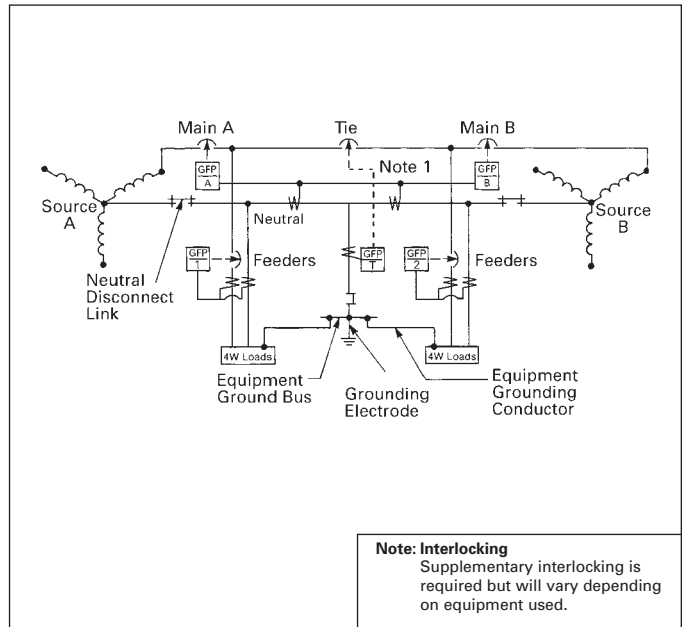 Main A
Tie
Main B
GFP
A
Note 1
GFP
B
Source
A
Neutral
Source
B
GFP
1
Feeders
GFP
T
GFP
2
Feeders
Neutral
Disconnect
Link
4W Loads
4W Loads
Equipment
Ground Bus
Grounding
Electrode
Equipment
Grounding
Conductor
Note: Interlocking
Supplementary interlocking is
required but will vary depending
on equipment used.